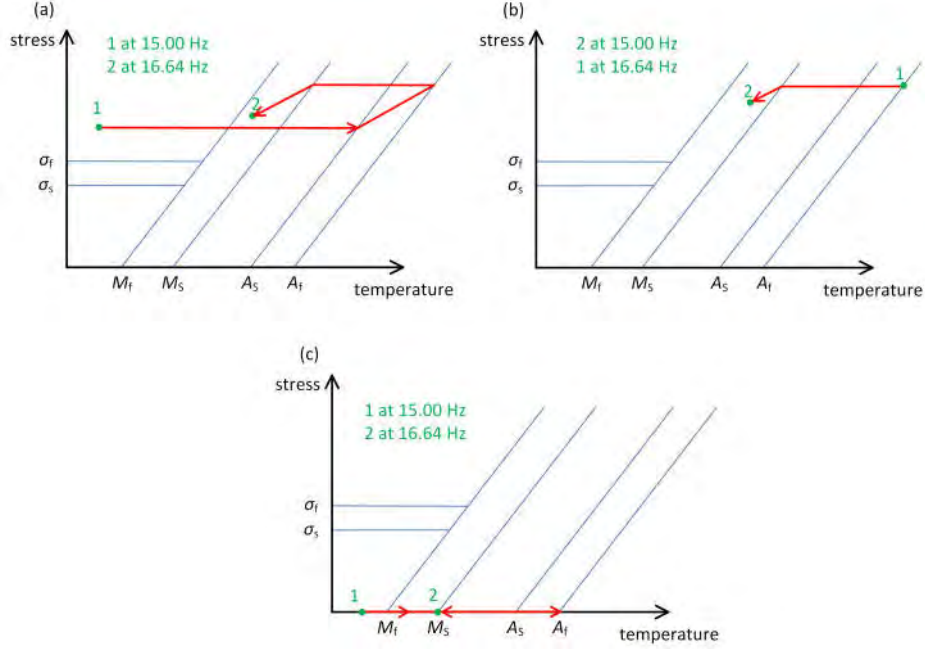 (a)
stress
1 at 15.00 Hz
2 at 16.64 Hz
1
2
σf
σs
Mf
Ms
As
Af
temperature
(b)
stress
2 at 15.00 Hz
1 at 16.64 Hz
1
2
σf
σs
Mf
Ms
As
Af
temperature
(c)
stress
1 at 15.00 Hz
2 at 16.64 Hz
σf
σs
1
2
Mf
Ms
As
Af
temperature